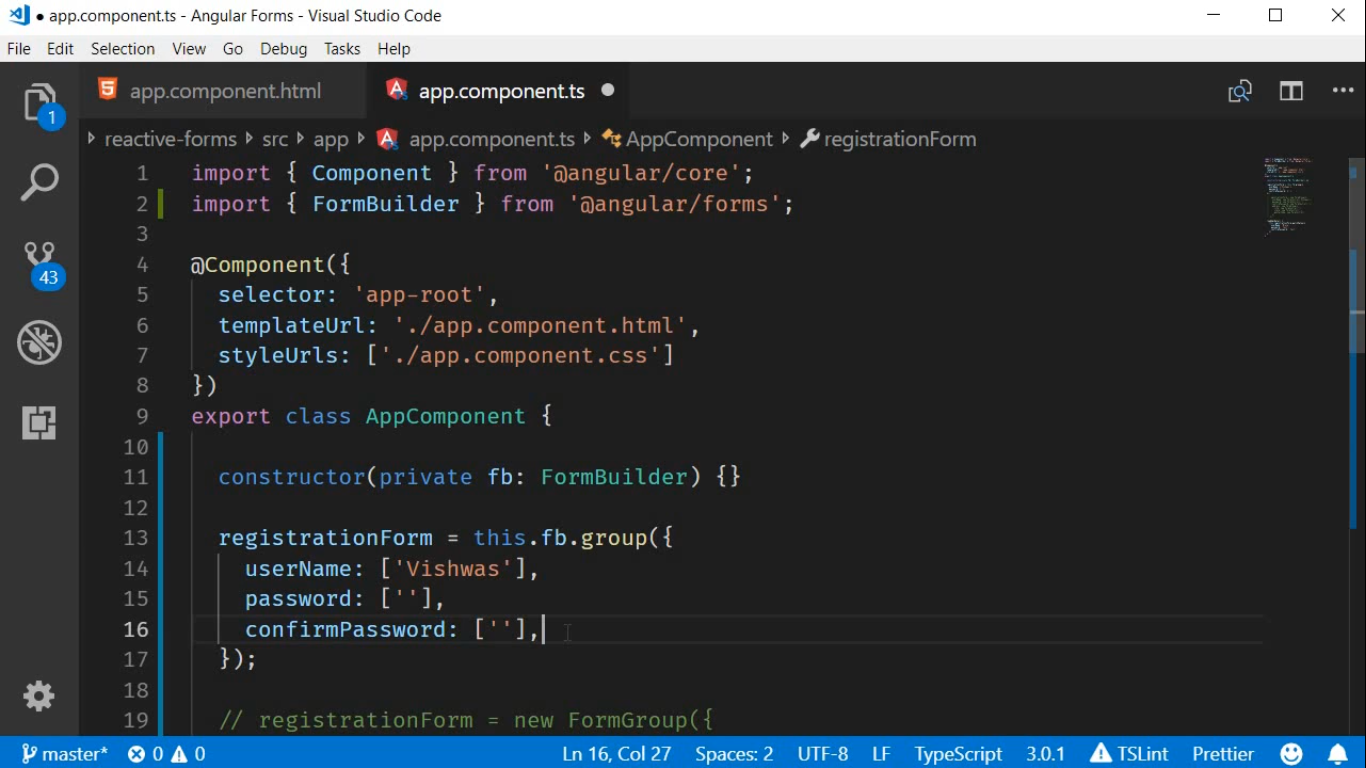 ● app.component.ts - Angular Forms - Visual Studio Code
File Edit Selection View Go Debug Tasks Help
app.component.html app.component.ts
reactive-forms src app app.component.ts AppComponent registrationForm
1 import { Component } from '@angular/core';
2 import { FormBuilder } from '@angular/forms';
3
4 @Component({
5 selector: 'app-root',
6 templateUrl: './app.component.html',
7 styleUrls: ['./app.component.css']
8 })
9 export class AppComponent {
10
11 constructor(private fb: FormBuilder) {}
12
13 registrationForm = this.fb.group({
14 userName: ['Vishwas'],
15 password: [''],
16 confirmPassword: [''],
17 });
18
19 // registrationForm = new FormGroup({
1
43
master* 0 0 Ln 16, Col 27 Spaces: 2 UTF-8 LF TypeScript 3.0.1 TSLint Prettier